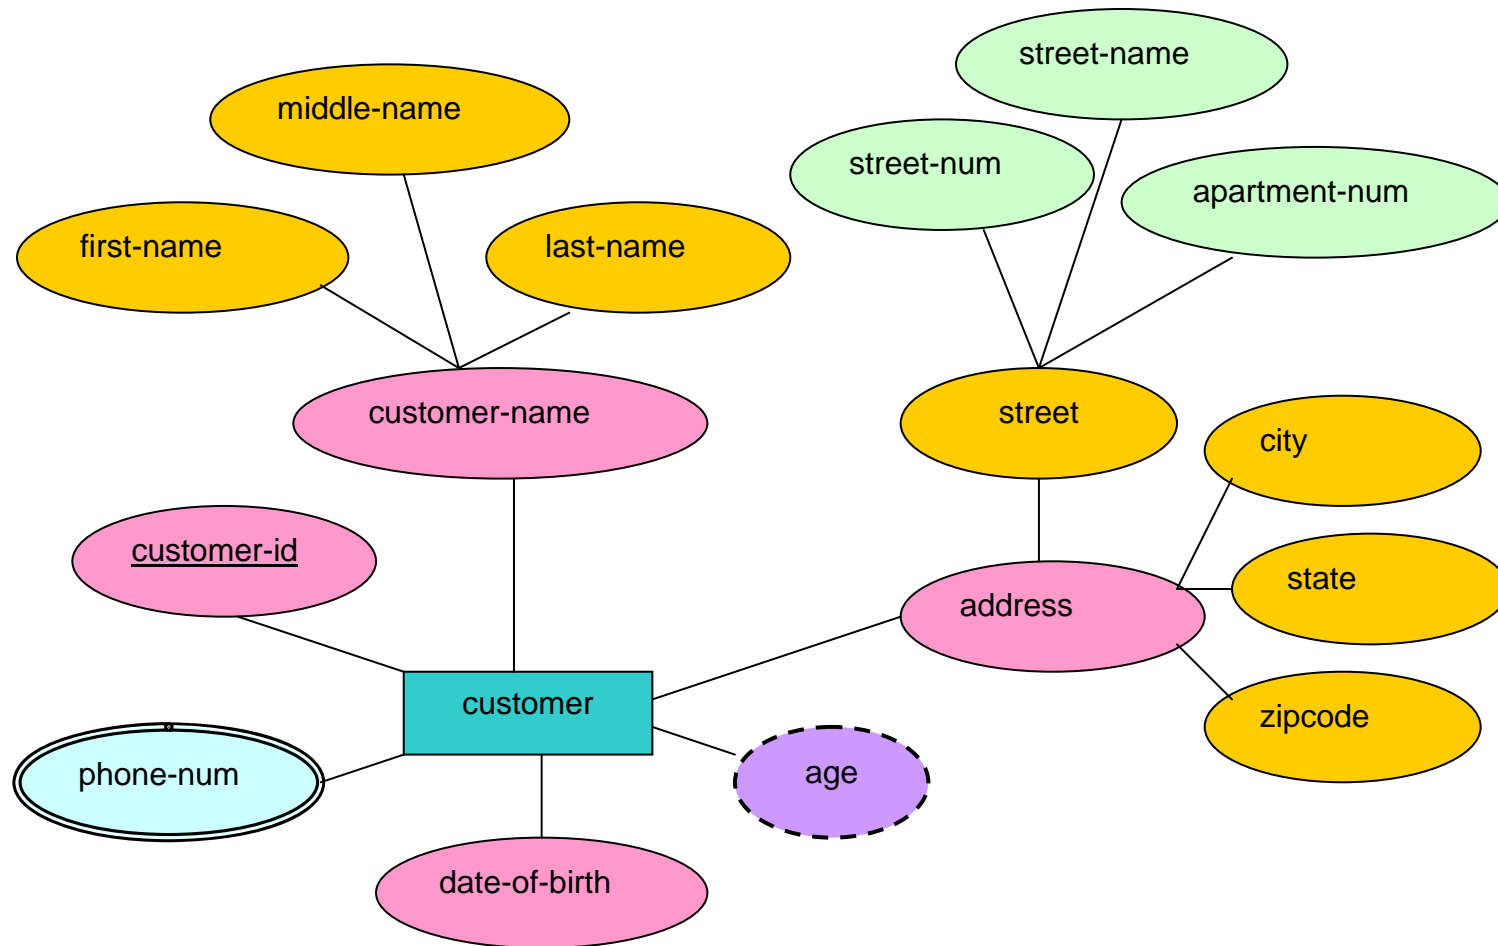 street-name
middle-name
street-num
apartment-num
first-name
last-name
customer-name
street
city
customer-id
state
address
customer
zipcode
phone-num
age
date-of-birth